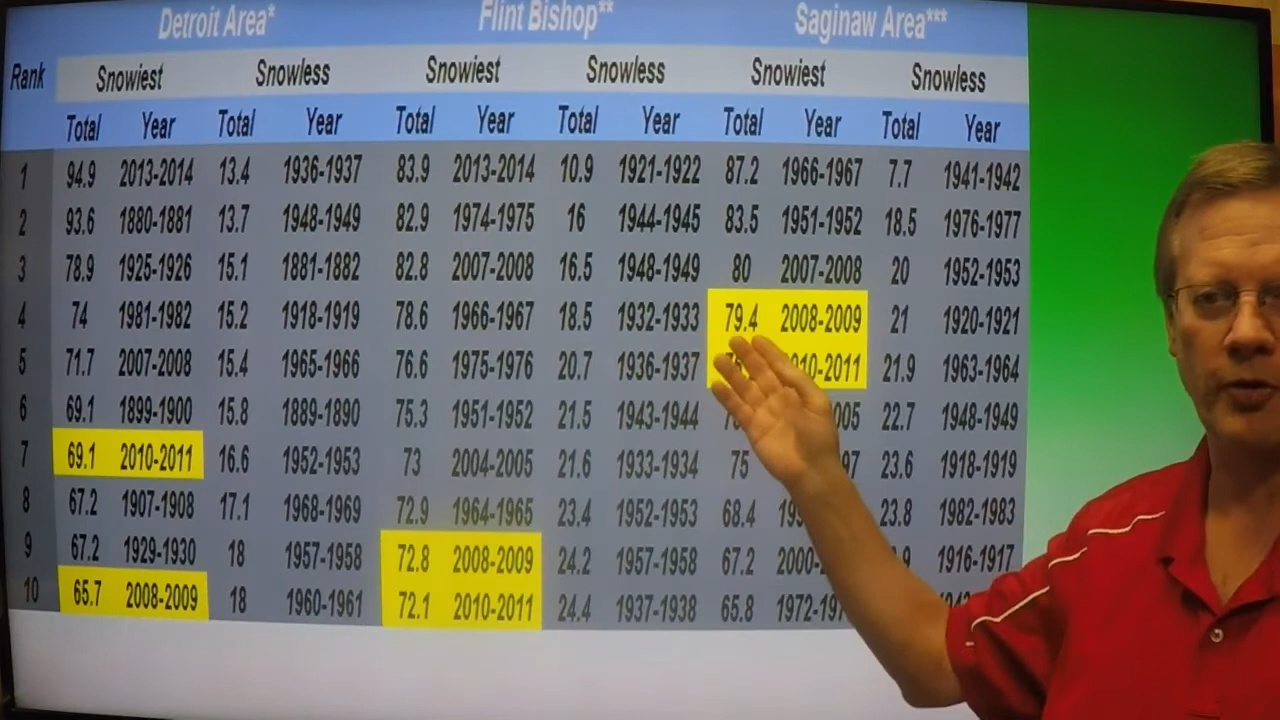 Detroit Area* Flint Bishop** Saginaw Area***
Rank Snowiest Snowless Snowiest Snowless Snowiest Snowless
Total Year Total Year Total Year Total Year Total Year Total Year
1 94.9 2013-2014 13.4 1936-1937 83.9 2013-2014 10.9 1921-1922 87.2 1966-1967 7.7 1941-1942
2 93.6 1880-1881 13.7 1948-1949 82.9 1974-1975 16 1944-1945 83.5 1951-1952 18.5 1976-1977
3 78.9 1925-1926 15.1 1881-1882 82.8 2007-2008 16.5 1948-1949 80 2007-2008 20 1952-1953
4 74 1981-1982 15.2 1918-1919 78.6 1966-1967 18.5 1932-1933 79.4 2008-2009 21 1920-1921
5 71.7 2007-2008 15.4 1965-1966 76.6 1975-1976 20.7 1936-1937 21.9 1963-1964
6 69.1 1899-1900 15.8 1889-1890 75.3 1951-1952 21.5 1943-1944 22.7 1948-1949
7 69.1 2010-2011 16.6 1952-1953 73 2004-2005 21.6 1933-1934 75 23.6 1918-1919
8 67.2 1907-1908 17.1 1968-1969 72.9 1964-1965 23.4 1952-1953 68.4 23.8 1982-1983
9 67.2 1929-1930 18 1957-1958 72.8 2008-2009 24.2 1957-1958 67.2 1916-1917
10 65.7 2008-2009 18 1960-1961 72.1 2010-2011 24.4 1937-1938 65.8